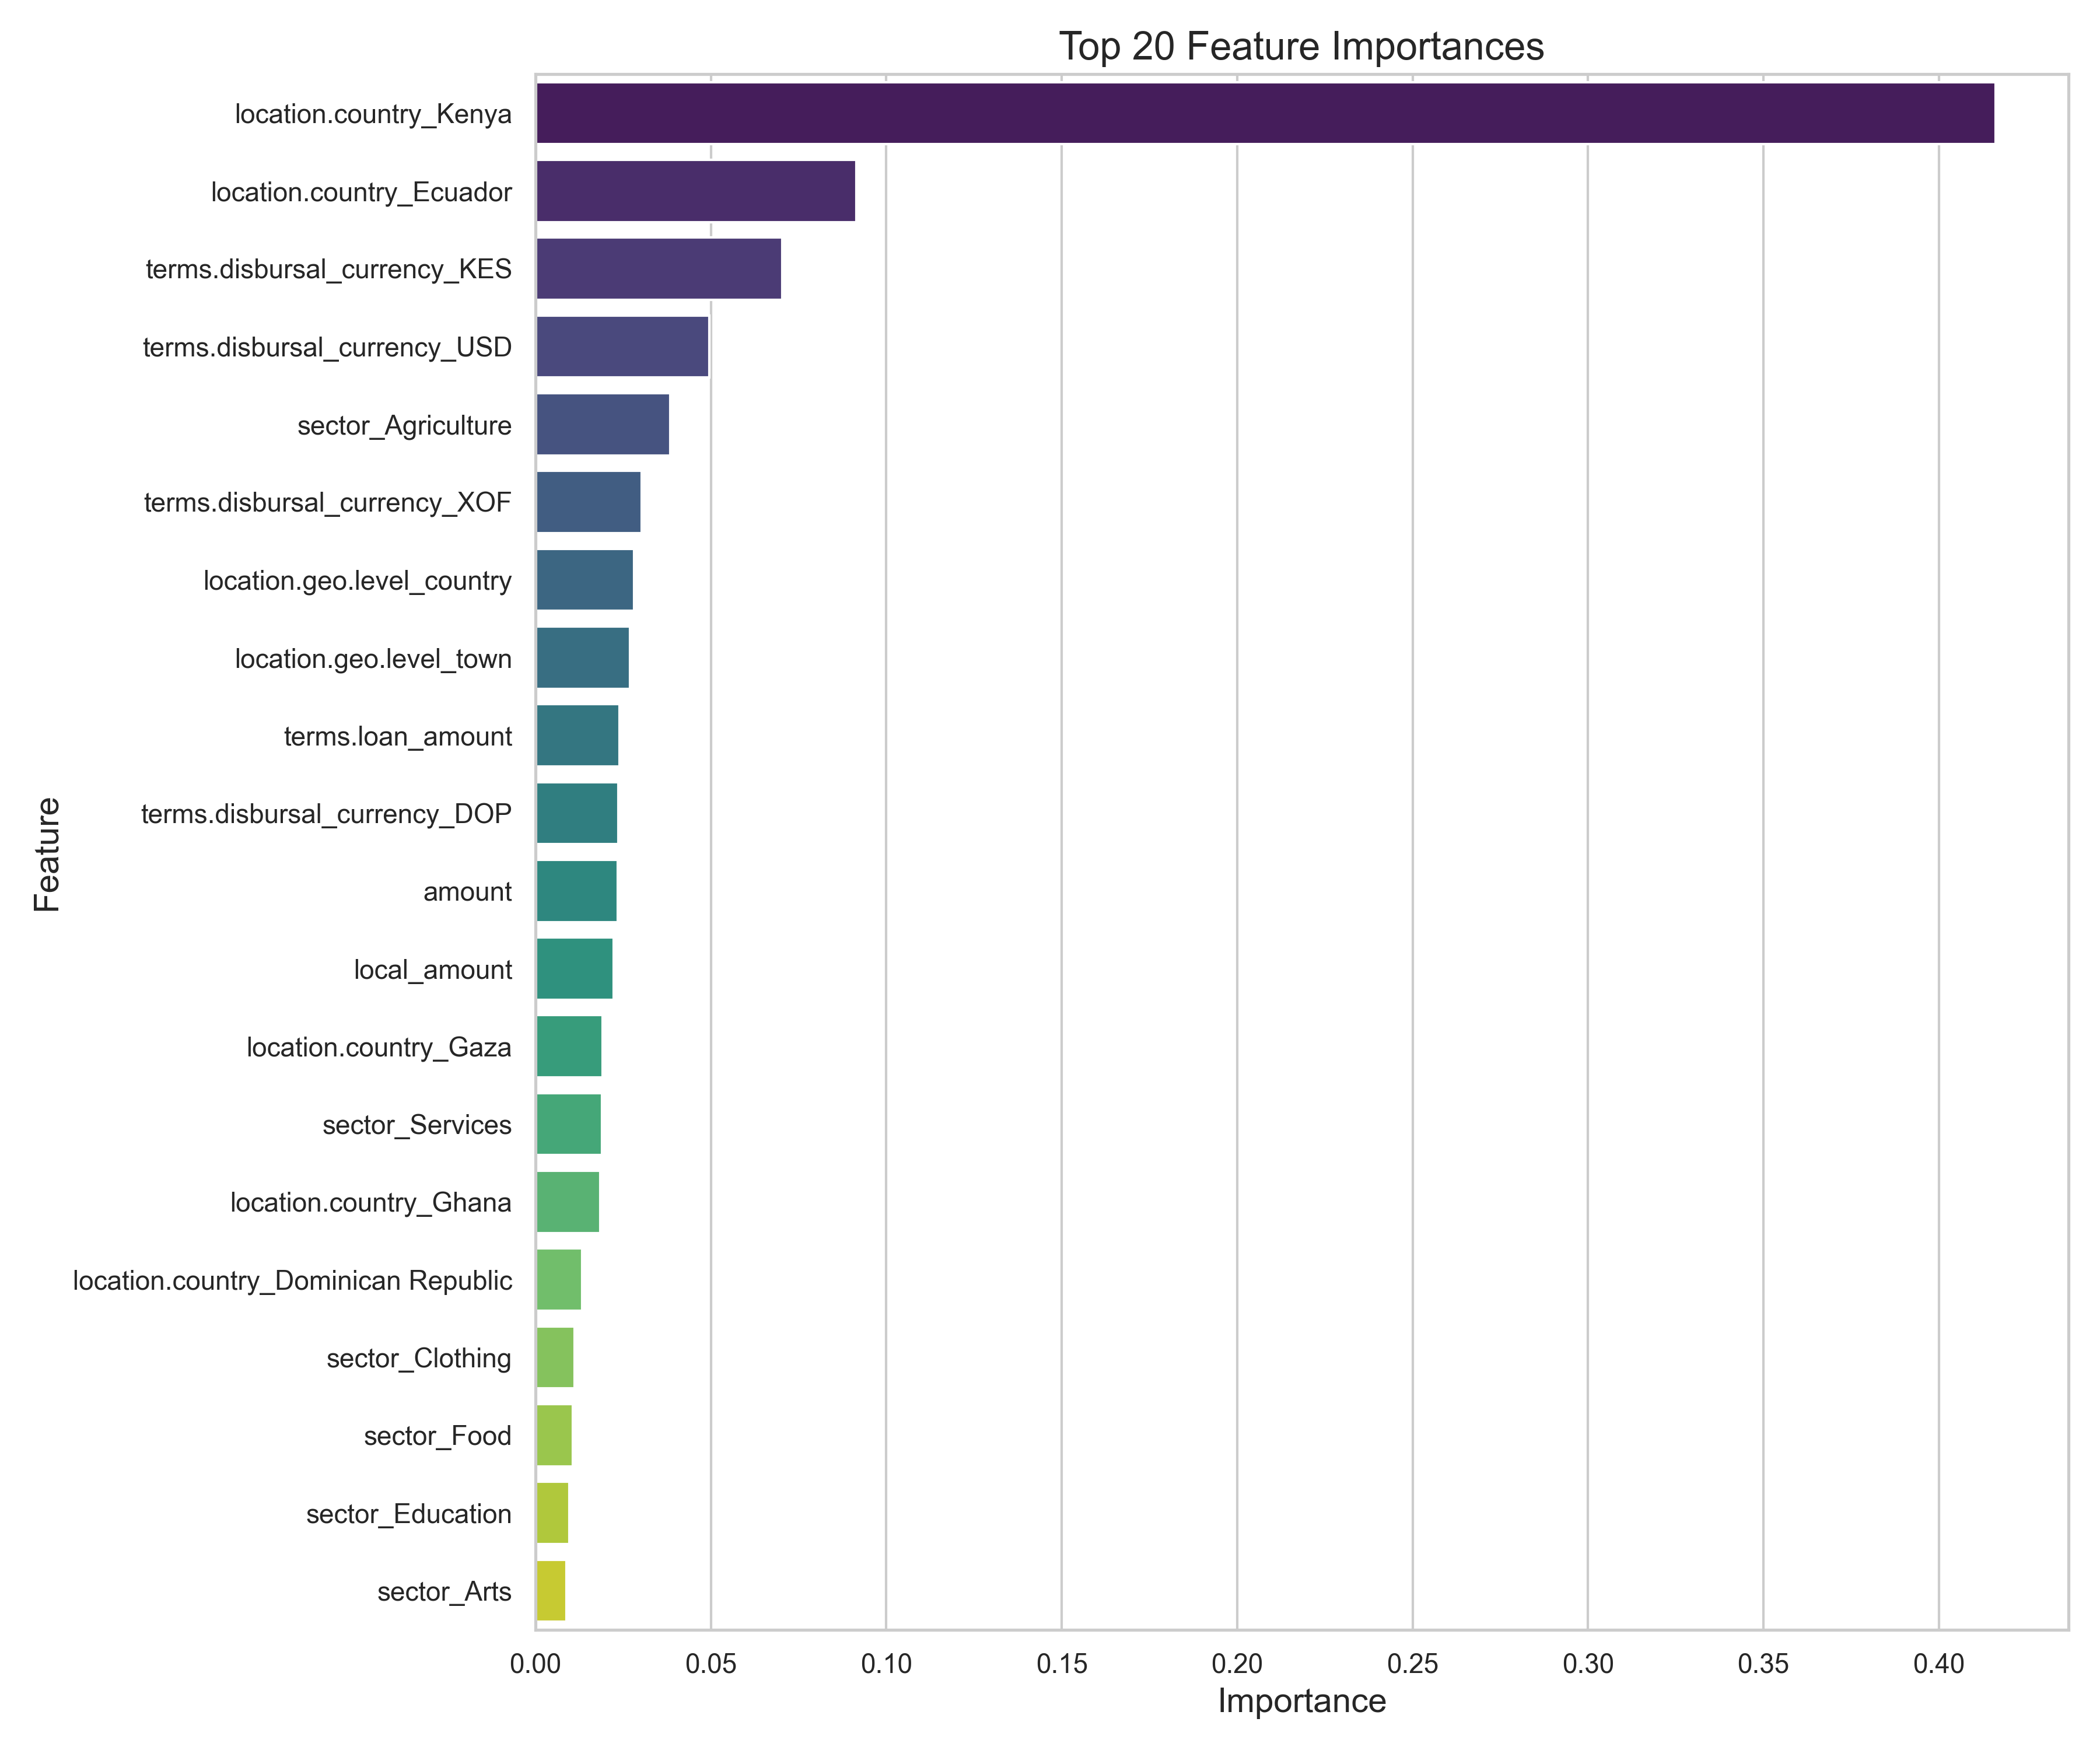 Top 20 Feature Importances
location.country_Kenya
location.country_Ecuador
terms.disbursal_currency_KES
terms.disbursal_currency_USD
sector_Agriculture
terms.disbursal_currency_XOF
location.geo.level_country
location.geo.level_town
terms.loan_amount
terms.disbursal_currency_DOP
amount
local_amount
location.country_Gaza
sector_Services
location.country_Ghana
location.country_Dominican Republic
sector_Clothing
sector_Food
sector_Education
sector_Arts
Feature
0.00 0.05 0.10 0.15 0.20 0.25 0.30 0.35 0.40
Importance